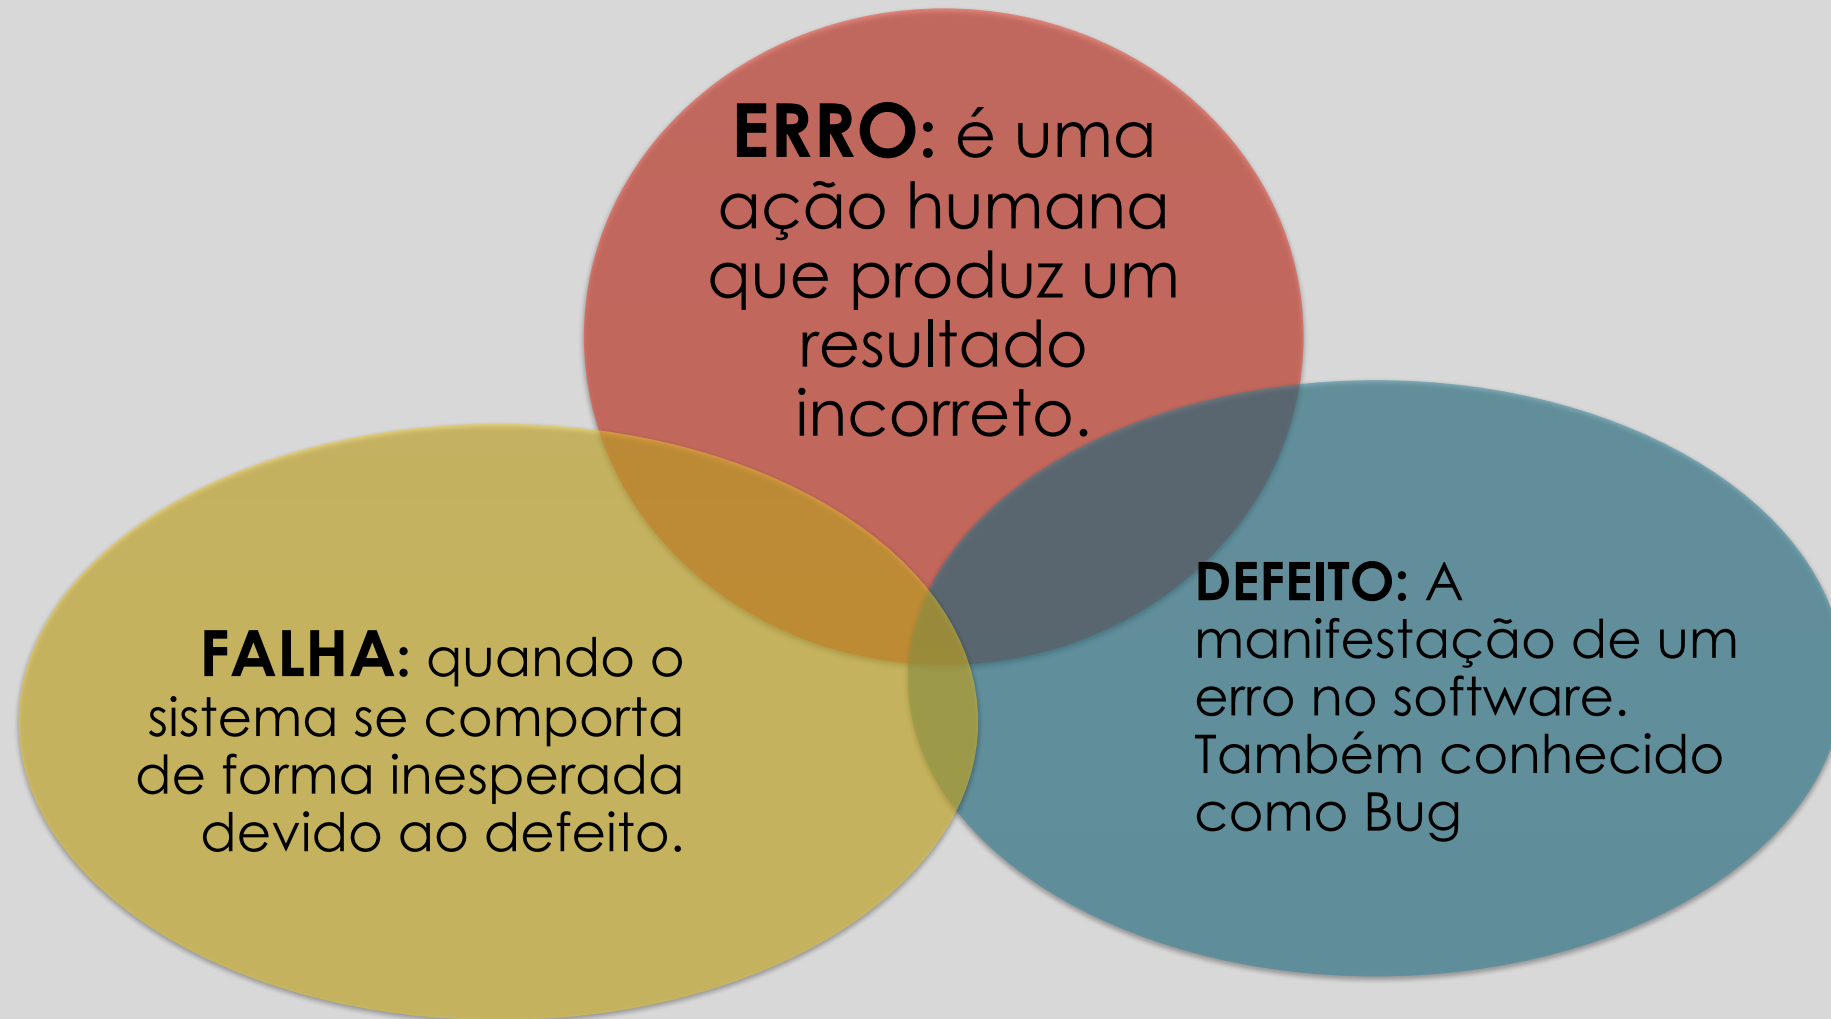 ERRO: é uma
ação humana
que produz um
resultado
incorreto.
FALHA: quando o
sistema se comporta
de forma inesperada
devido ao defeito.
DEFEITO: A
manifestação de um
erro no software.
Também conhecido
como Bug